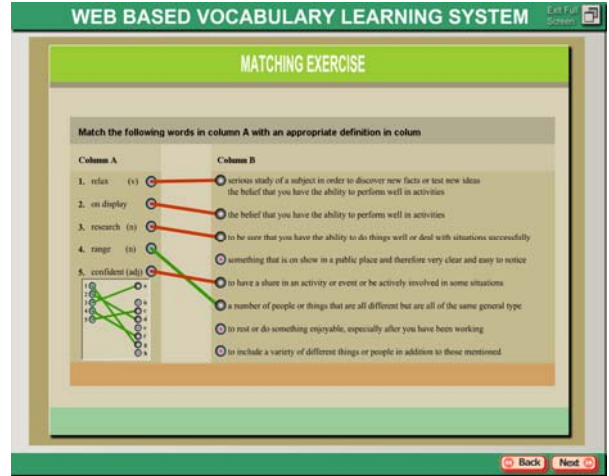 WEB BASED VOCABULARY LEARNING SYSTEM
Exit Full
Screen
MATCHING EXERCISE
Match the following words in column A with an appropriate definition in colum
Column A
Column B
1. relax (v)
serious study of a subject in order to discover new facts or test new ideas
the belief that you have the ability to perform well in activities
2. on display
the belief that you have the ability to perform well in activities
3. research (n)
to be sure that you have the ability to do things well or deal with situations successfully
4. range (n)
something that is on show in a public place and therefore very clear and easy to notice
5. confident (adj)
to have a share in an activity or event or be actively involved in some situations
a number of people or things that are all different but are all of the same general type
to rest or do something enjoyable, especially after you have been working
to include a variety of different things or people in addition to those mentioned
1
2
3
4
5
a
b
c
d
e
f
g
h
Back
Next